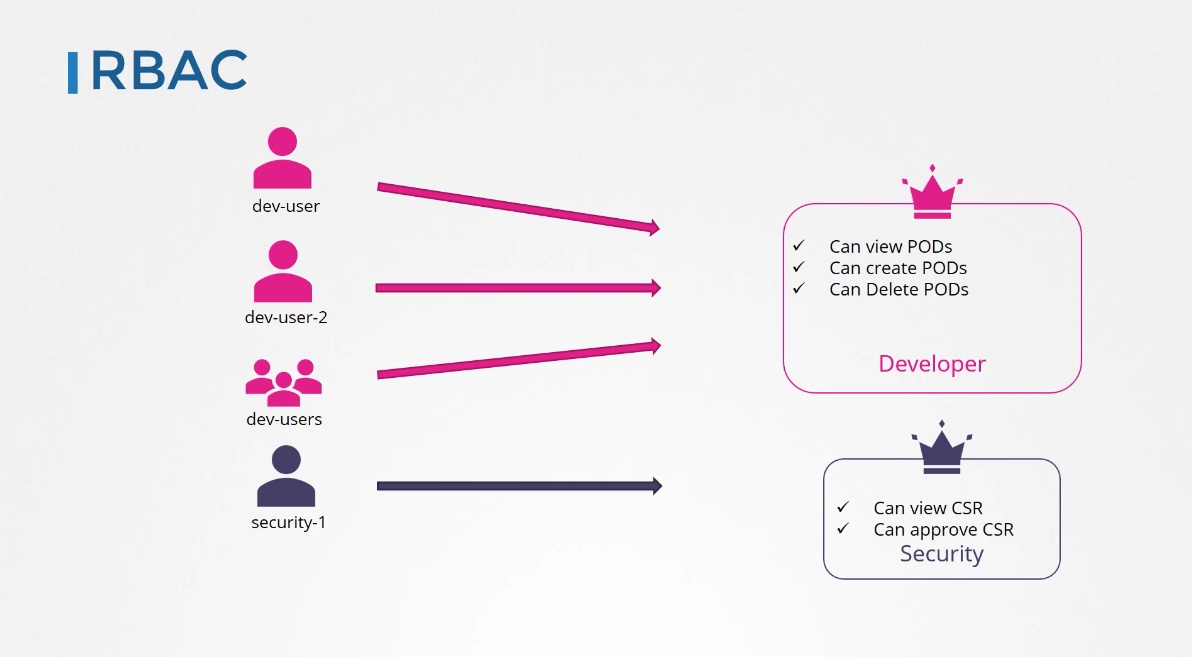 RBAC
dev-user
dev-user-2
dev-users
security-1
✓ Can view PODs
✓ Can create PODs
✓ Can Delete PODs
Developer
✓ Can view CSR
✓ Can approve CSR
Security